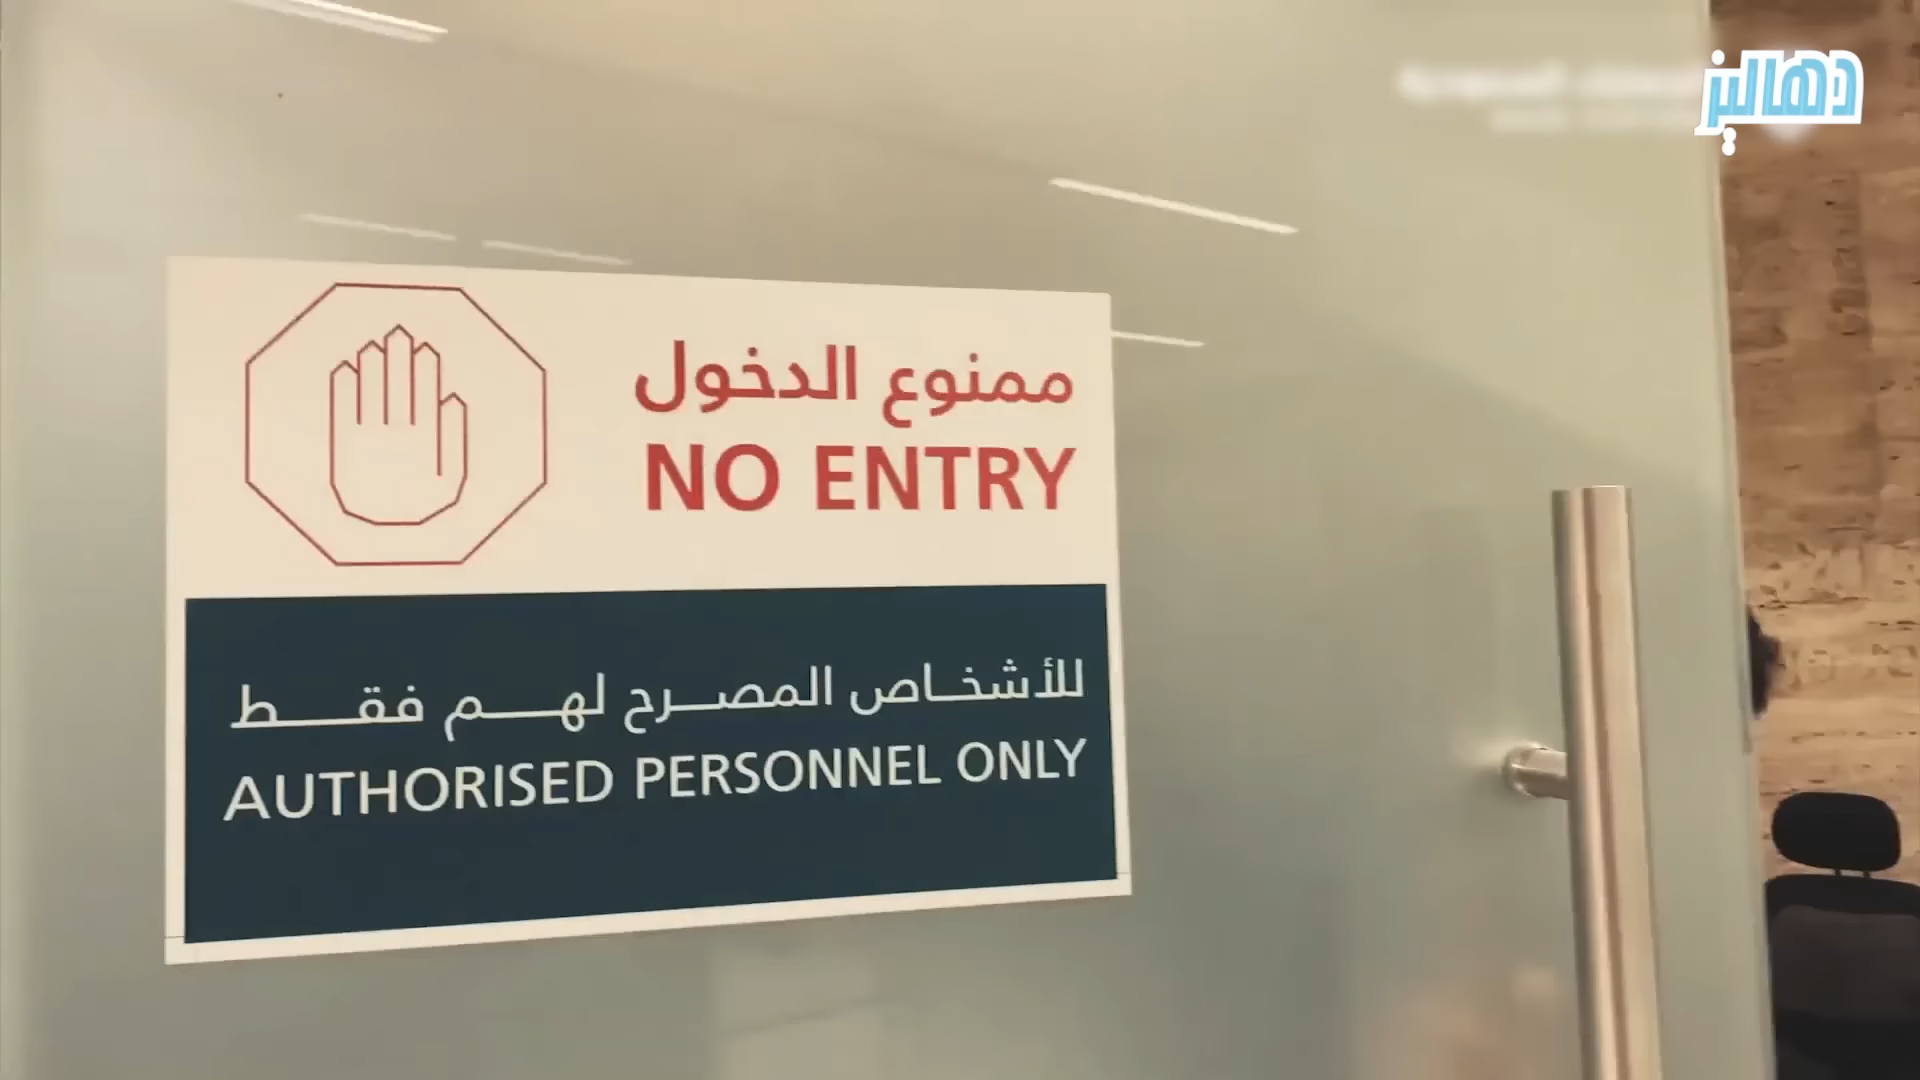 دهاليز
ممنوع الدخول
NO ENTRY
للأشخاص المصرح لهم فقط
AUTHORISED PERSONNEL ONLY